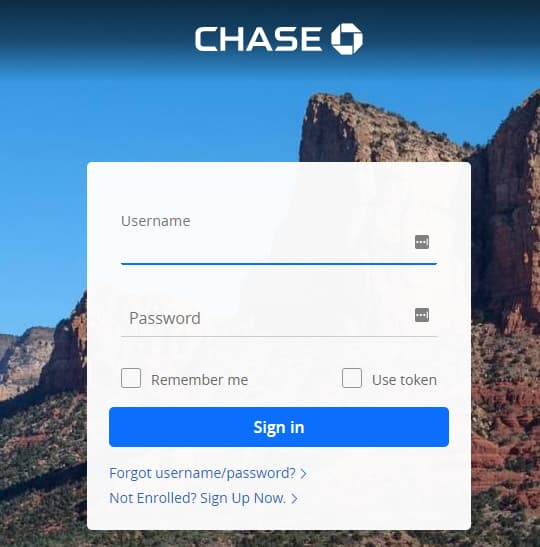 CHASE
Username
Password
Remember me
Use token
Sign in
Forgot username/password?
Not Enrolled? Sign Up Now.